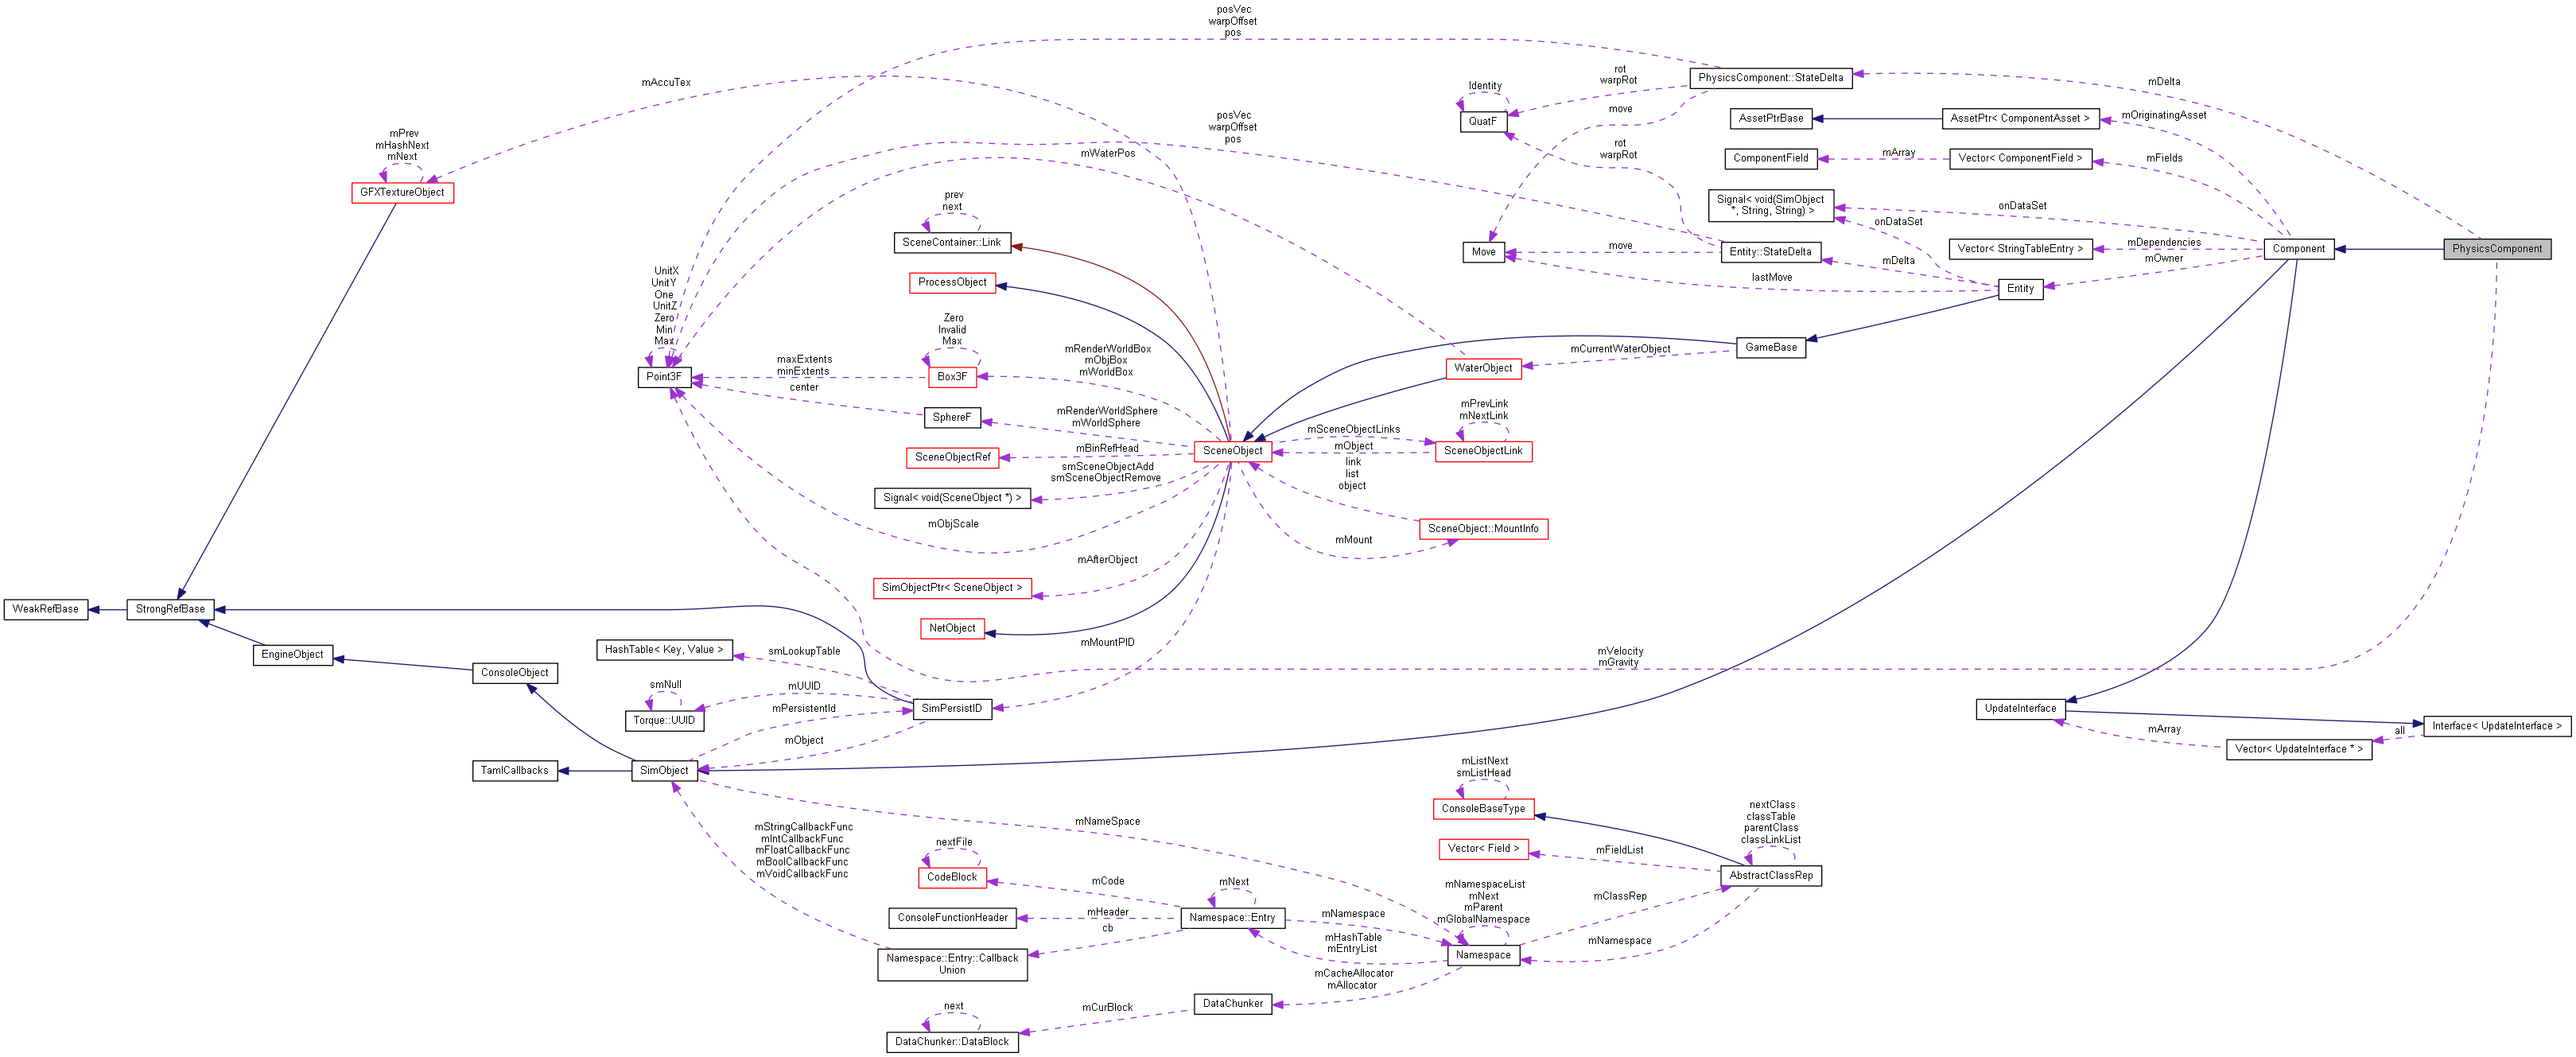 posVec
warpOffset
pos
mAccuTex
rot
warpRot
PhysicsComponent::StateDelta
mDelta
Identity
move
QuatF
AssetPtrBase
AssetPtr< ComponentAsset >
mOriginatingAsset
posVec
warpOffset
pos
mPrev
mHashNext
mNext
mWaterPos
rot
warpRot
ComponentField
mArray
Vector< ComponentField >
mFields
GFXTextureObject
prev
next
Signal< void(SimObject
*, String, String) >
onDataSet
onDataSet
SceneContainer::Link
Move
move
Entity::StateDelta
Vector< StringTableEntry >
mDependencies
mOwner
Component
PhysicsComponent
mDelta
lastMove
Entity
UnitX
UnitY
One
UnitZ
Zero
Min
Max
ProcessObject
Zero
Invalid
Max
mRenderWorldBox
mObjBox
mWorldBox
mCurrentWaterObject
GameBase
maxExtents
minExtents
Point3F
Box3F
WaterObject
center
SphereF
mRenderWorldSphere
mWorldSphere
mPrevLink
mNextLink
mSceneObjectLinks
SceneObjectRef
mBinRefHead
SceneObject
mObject
SceneObjectLink
smSceneObjectAdd
smSceneObjectRemove
link
list
object
Signal< void(SceneObject *) >
mObjScale
mMount
SceneObject::MountInfo
mAfterObject
SimObjectPtr< SceneObject >
WeakRefBase
StrongRefBase
NetObject
mMountPID
EngineObject
HashTable< Key, Value >
smLookupTable
mVelocity
mGravity
ConsoleObject
smNull
mUUID
Torque::UUID
mPersistentId
SimPersistID
UpdateInterface
Interface< UpdateInterface >
mObject
mArray
all
Vector< UpdateInterface * >
TamlCallbacks
SimObject
mListNext
smListHead
ConsoleBaseType
nextClass
classTable
parentClass
classLinkList
mNameSpace
mStringCallbackFunc
mIntCallbackFunc
mFloatCallbackFunc
mBoolCallbackFunc
mVoidCallbackFunc
nextFile
Vector< Field >
mFieldList
CodeBlock
mCode
mNext
AbstractClassRep
mNamespaceList
mNext
mParent
mGlobalNamespace
mClassRep
ConsoleFunctionHeader
mHeader
cb
Namespace::Entry
mNamespace
mHashTable
mEntryList
mNamespace
Namespace
Namespace::Entry::Callback
Union
mCacheAllocator
mAllocator
DataChunker
mCurBlock
next
DataChunker::DataBlock